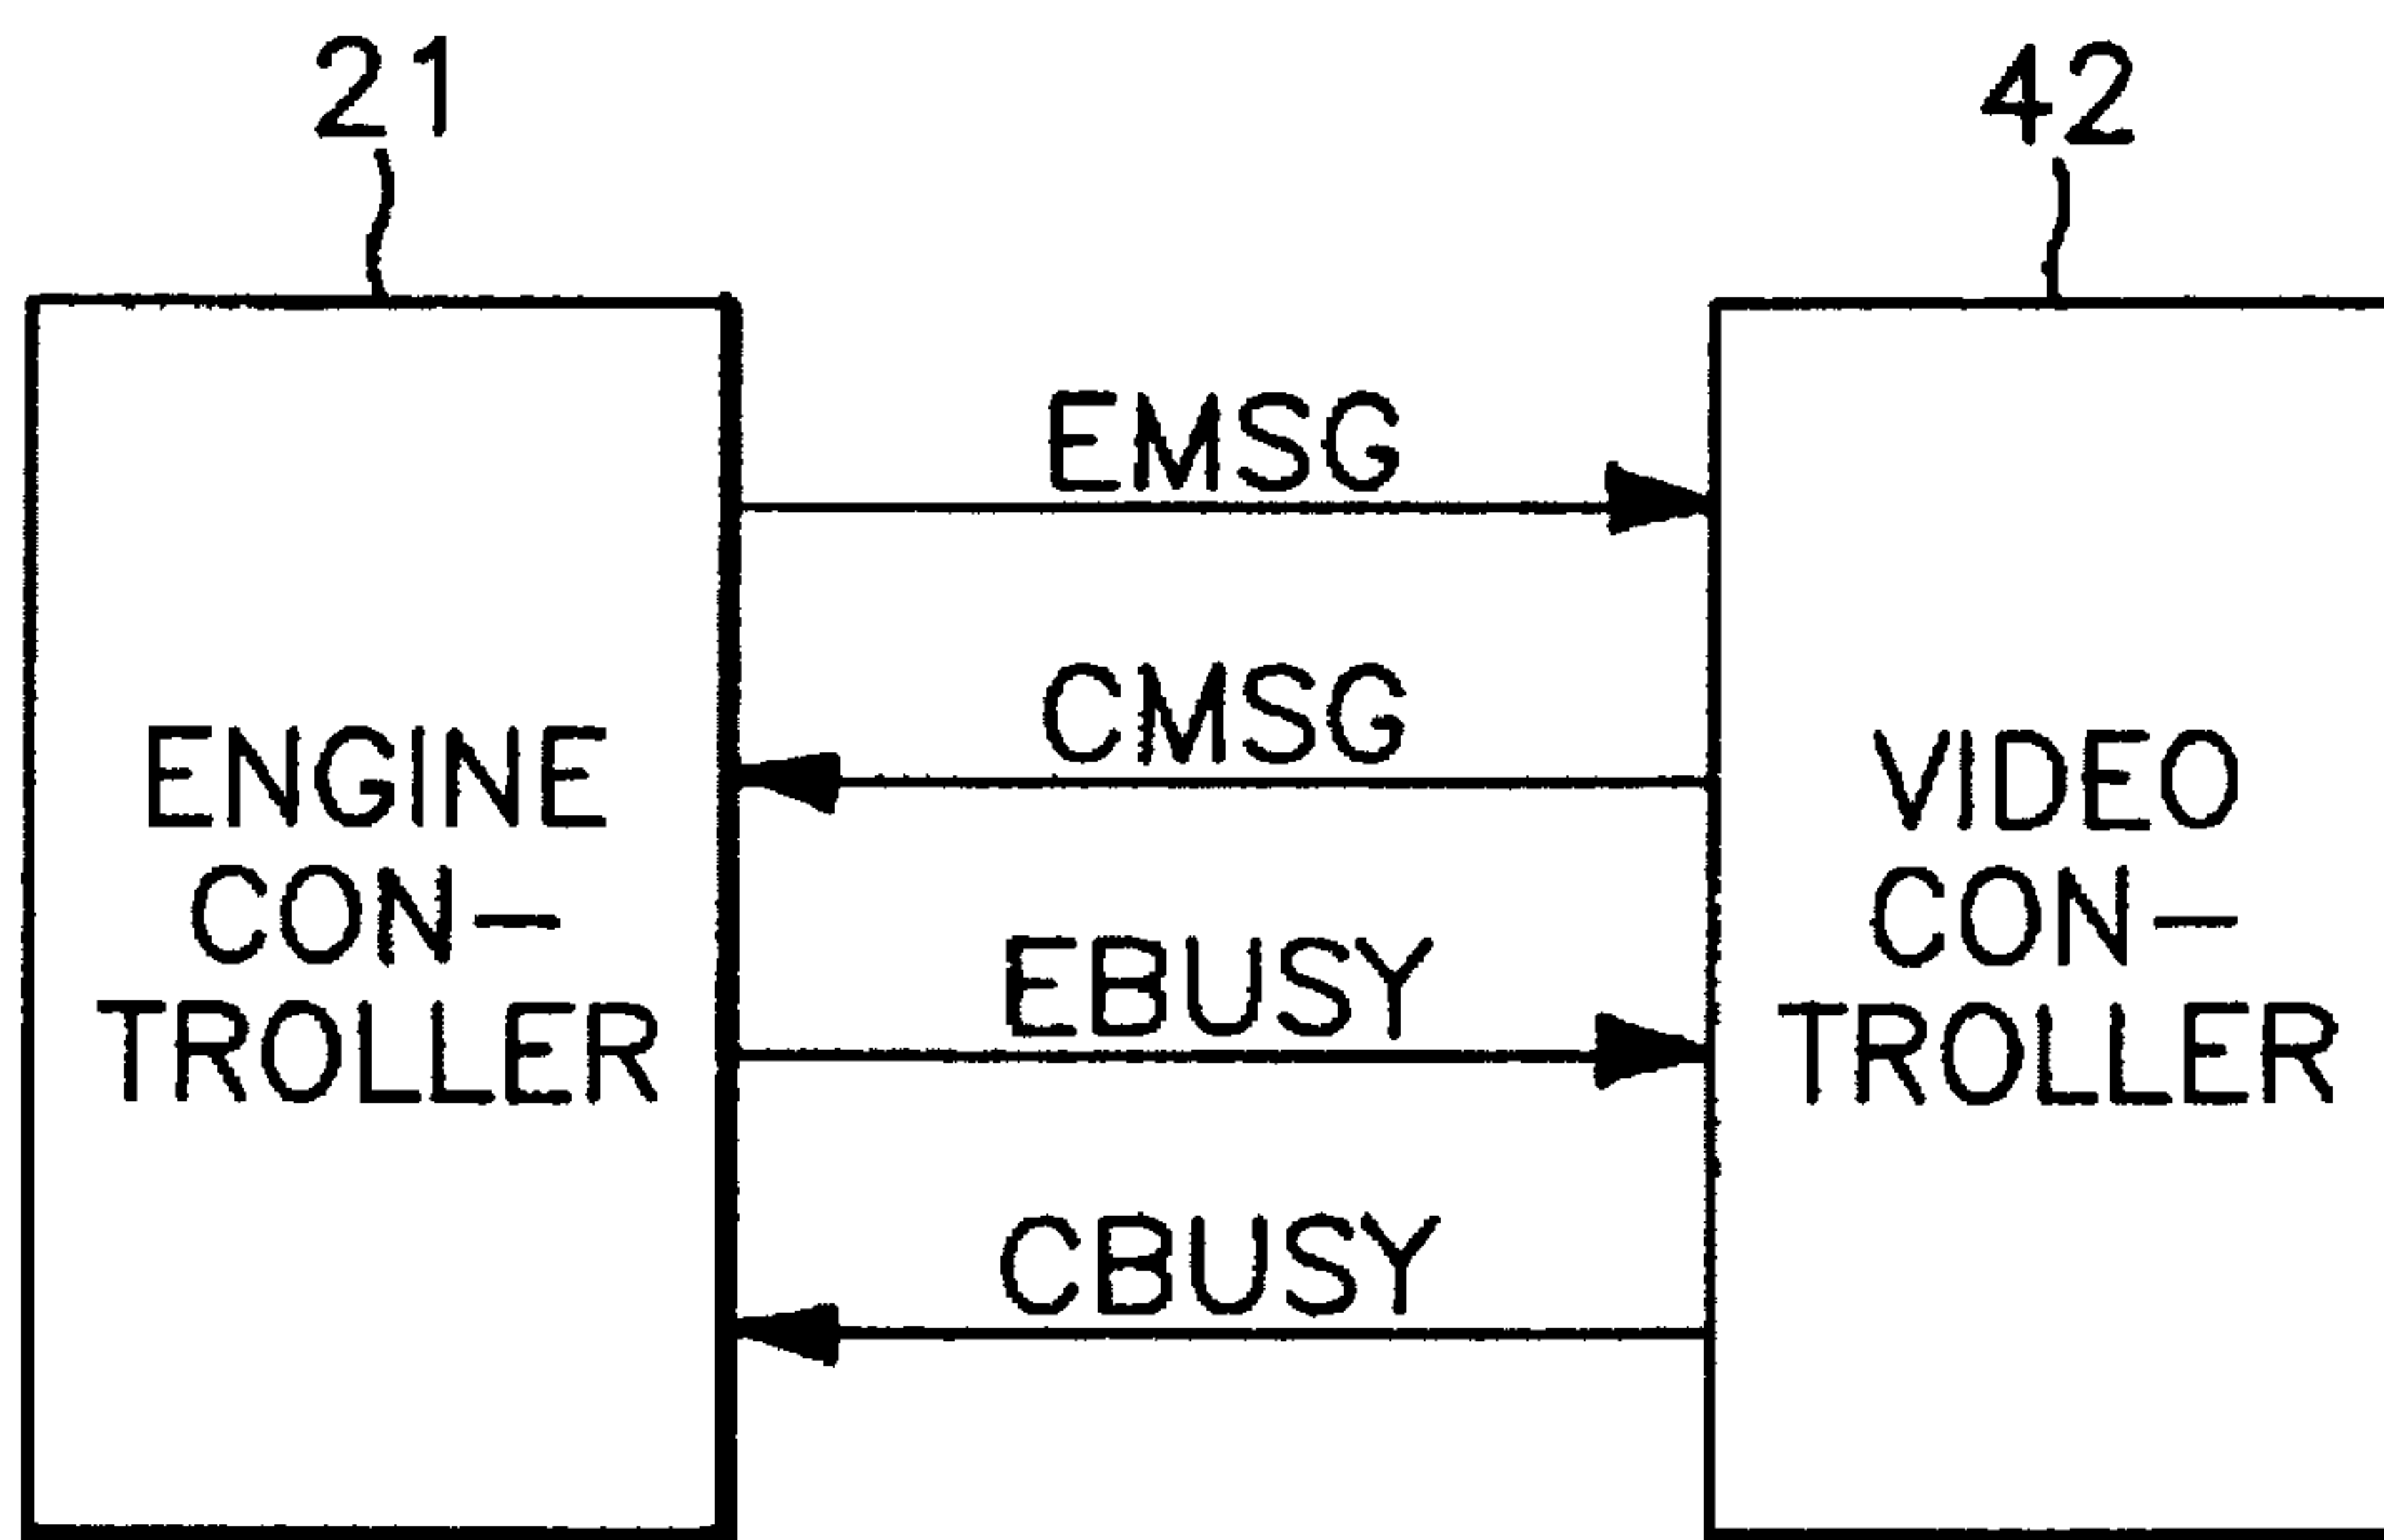 21
42
EMSG
CMSG
ENGINE
CON-
TROLLER
VIDEO
CON-
TROLLER
EBUSY
CBUSY